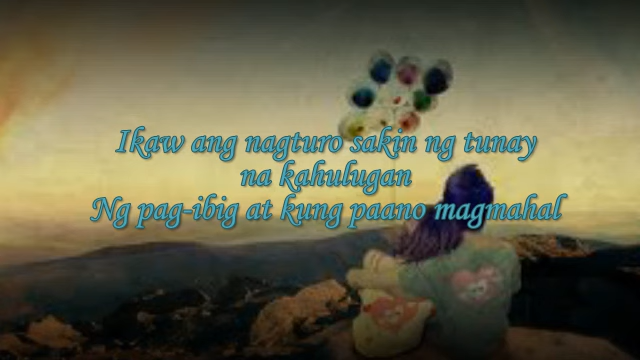 Ikaw ang nagturo sakin ng tunay
na kahulugan
Ng pag-ibig at kung paano magmahal